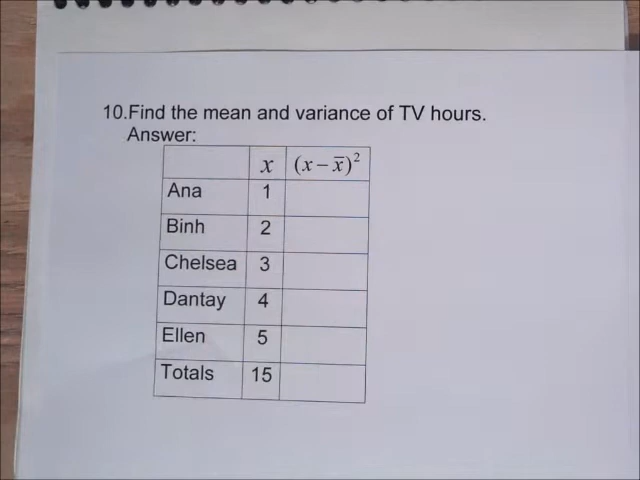 10.Find the mean and variance of TV hours.
Answer:
x (x − x̄)²
Ana 1
Binh 2
Chelsea 3
Dantay 4
Ellen 5
Totals 15